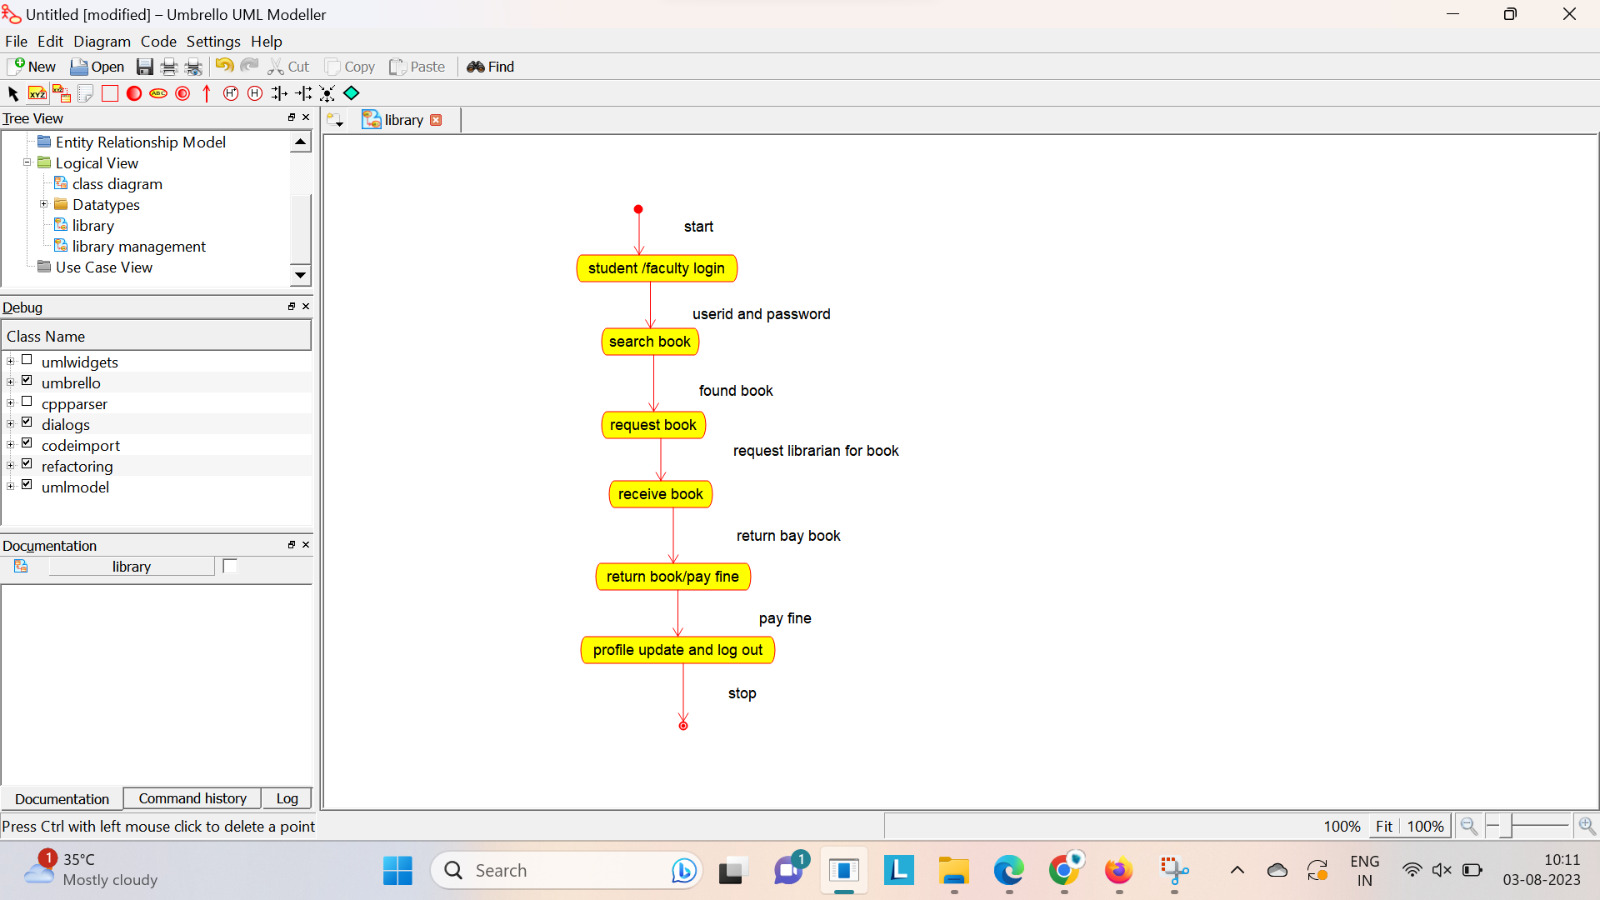 Untitled [modified] – Umbrello UML Modeller
File Edit Diagram Code Settings Help
New Open Cut Copy Paste Find
XYZ XYZ ABC H* H
Tree View
library
Entity Relationship Model
Logical View
class diagram
Datatypes
library
library management
Use Case View
Debug
Class Name
umlwidgets
umbrello
cppparser
dialogs
codeimport
refactoring
umlmodel
Documentation
library
Documentation Command history Log
start
student /faculty login
userid and password
search book
found book
request book
request librarian for book
receive book
return bay book
return book/pay fine
pay fine
profile update and log out
stop
Press Ctrl with left mouse click to delete a point
100% Fit 100%
1
35°C
Mostly cloudy
Search
1
L
ENG
IN
10:11
03-08-2023